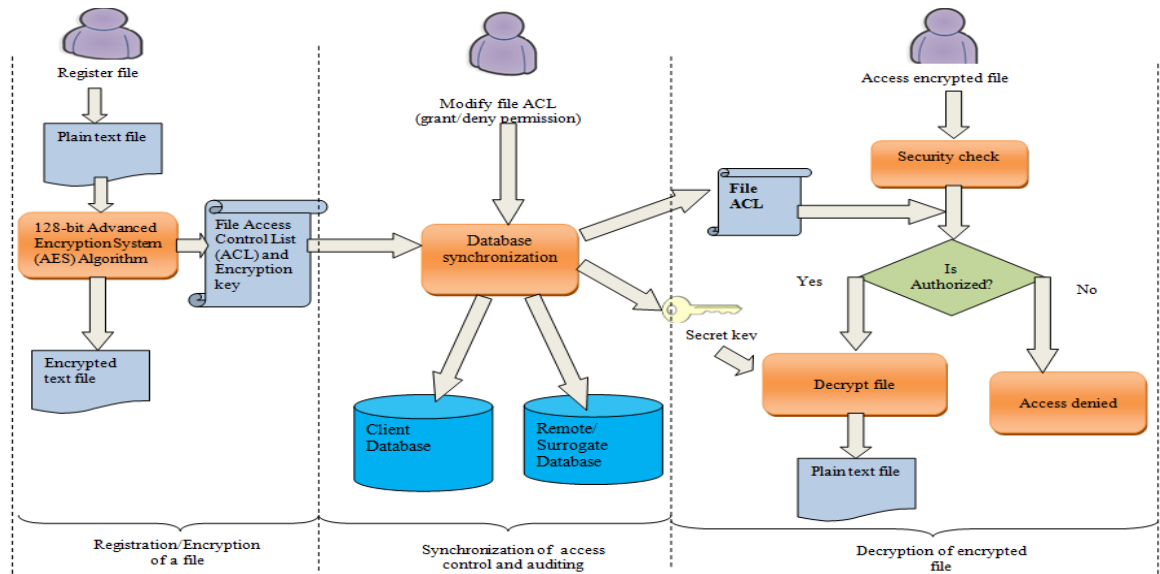 Register file
Plain text file
128-bit Advanced
Encryption System
(AES) Algorithm
File Access
Control List
(ACL) and
Encryption
key
Encrypted
text file
Registration/Encryption
of a file
Modify file ACL
(grant/deny permission)
Database
synchronization
Client
Database
Remote/
Surrogate
Database
Synchronization of access
control and auditing
Access encrypted file
Security check
File
ACL
Is
Authorized?
Yes
No
Secret key
Decrypt file
Access denied
Plain text file
Decryption of encrypted
file